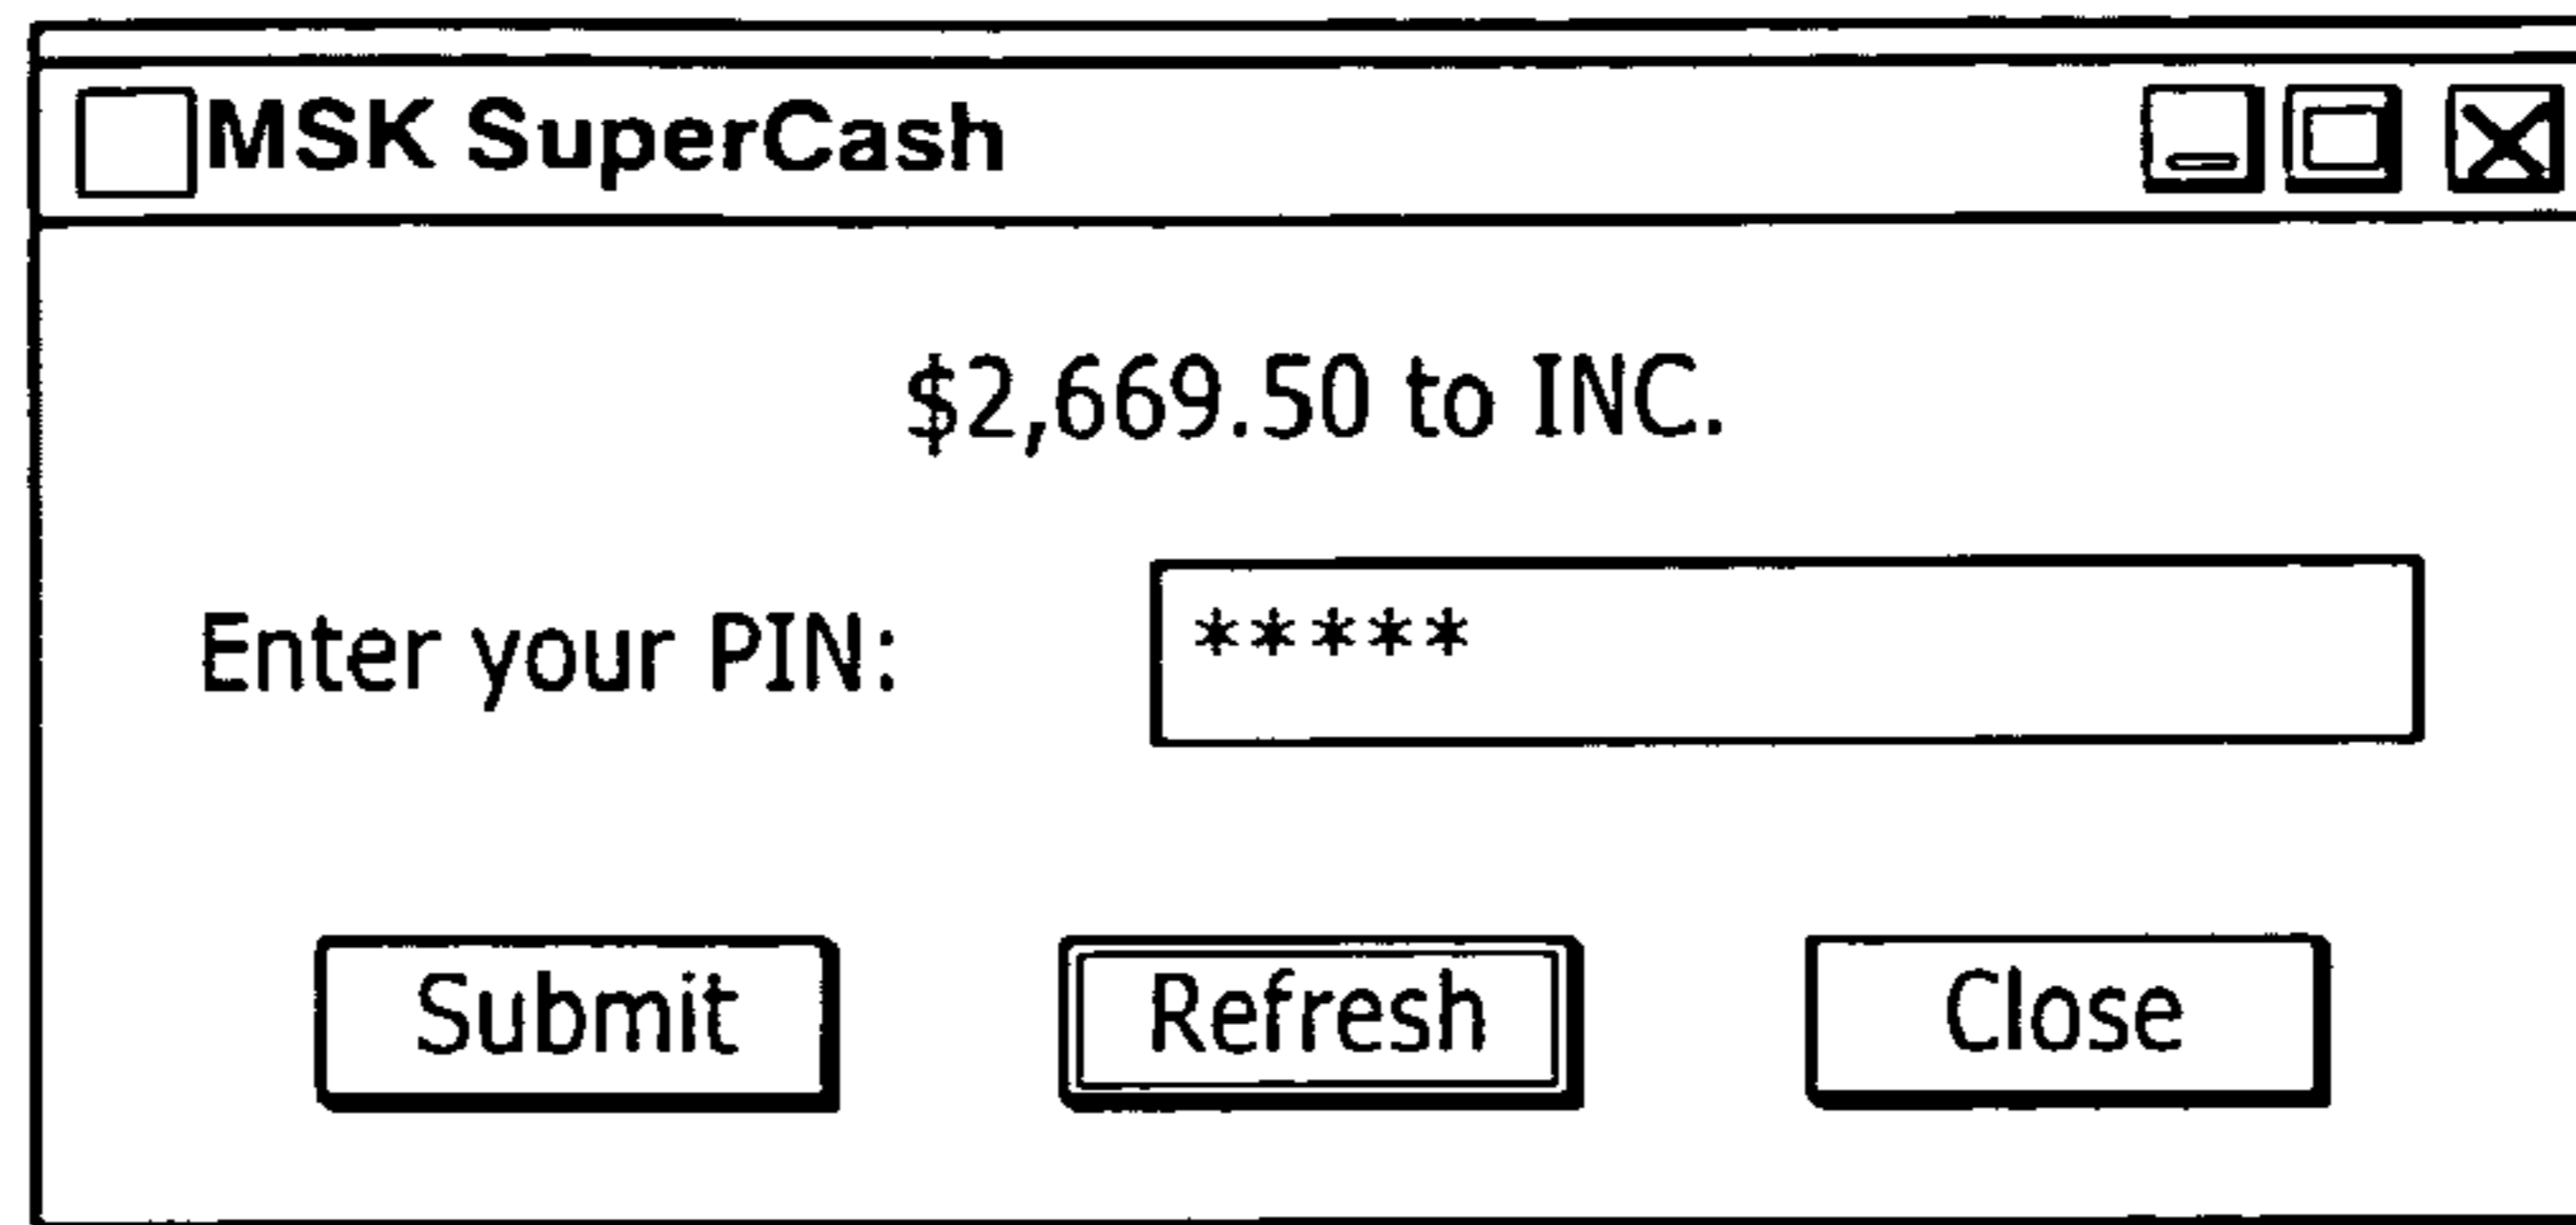 MSK SuperCash
$2,669.50 to INC.
Enter your PIN: *****
Submit Refresh Close